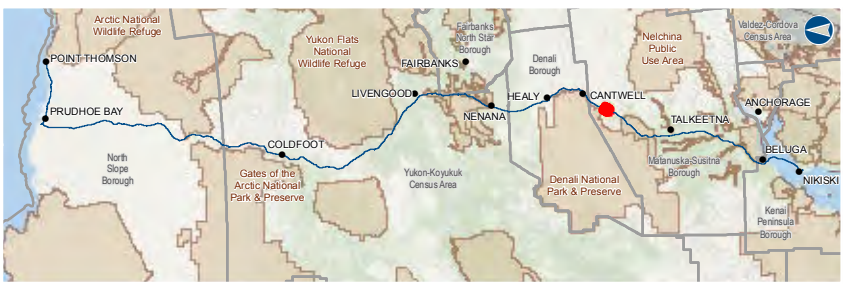 Arctic National
Wildlife Refuge
POINT THOMSON
PRUDHOE BAY
North
Slope
Borough
COLDFOOT
Gates of the
Arctic National
Park & Preserve
Yukon Flats
National
Wildlife Refuge
LIVENGOOD
FAIRBANKS
Fairbanks
North Star
Borough
NENANA
Yukon-Koyukuk
Census Area
Denali
Borough
HEALY
CANTWELL
Denali National
Park & Preserve
Nelchina
Public
Use Area
TALKEETNA
Matanuska-Susitna
Borough
Valdez-Cordova
Census Area
ANCHORAGE
BELUGA
NIKISKI
Kenai
Peninsula
Borough